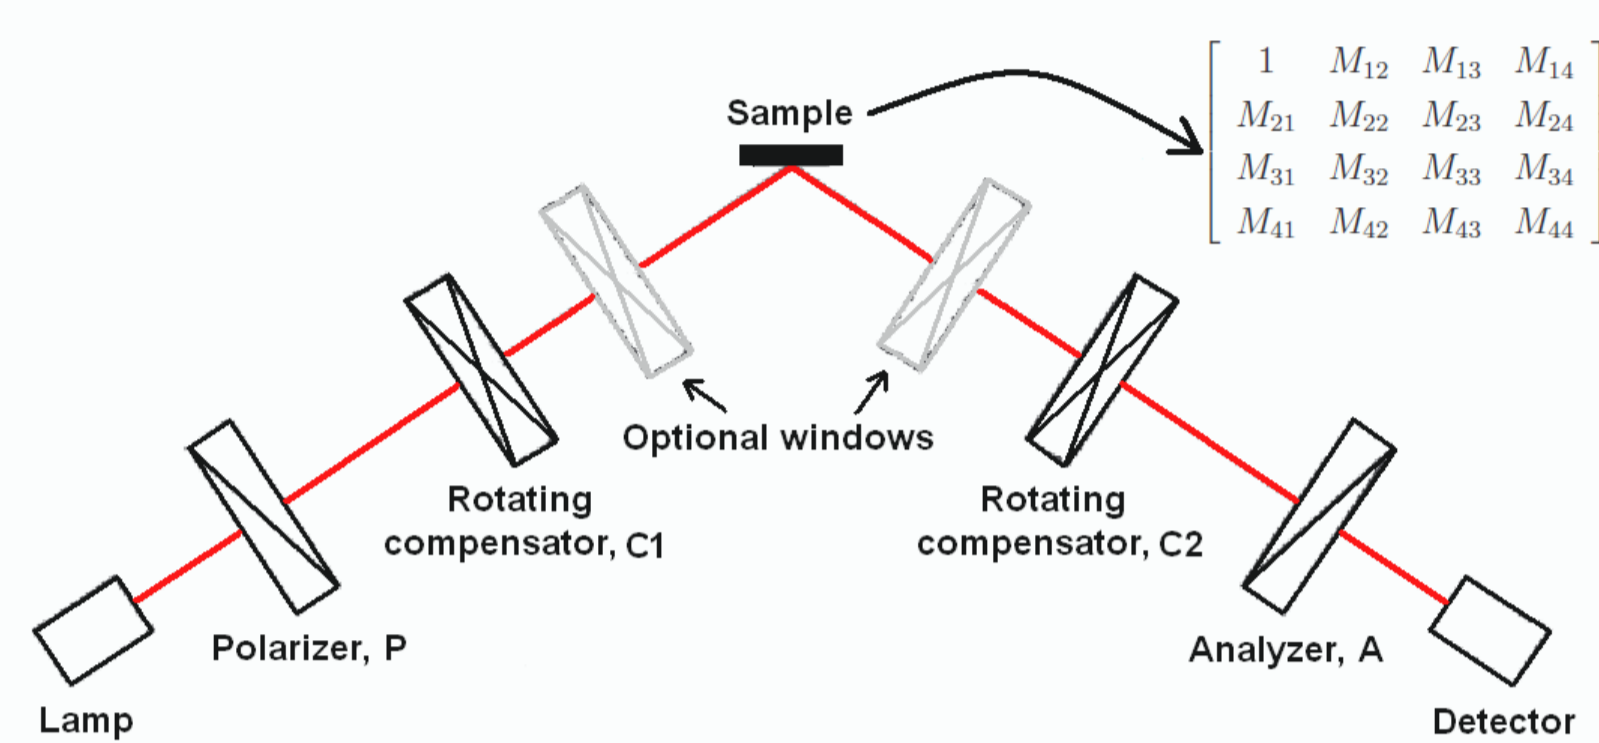 Sample
1 M12 M13 M14
M21 M22 M23 M24
M31 M32 M33 M34
M41 M42 M43 M44
Optional windows
Rotating
compensator, C1
Rotating
compensator, C2
Polarizer, P
Analyzer, A
Lamp
Detector